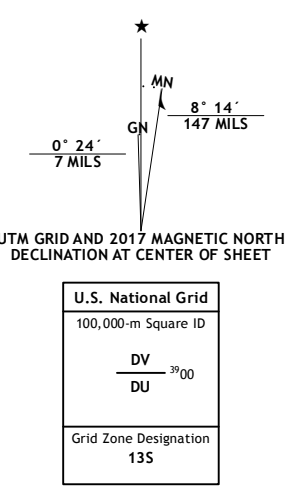 ★
MN
8° 14´
147 MILS
GN
0° 24´
7 MILS
UTM GRID AND 2017 MAGNETIC NORTH
DECLINATION AT CENTER OF SHEET
U.S. National Grid
100,000-m Square ID
DV
3900
DU
Grid Zone Designation
13S